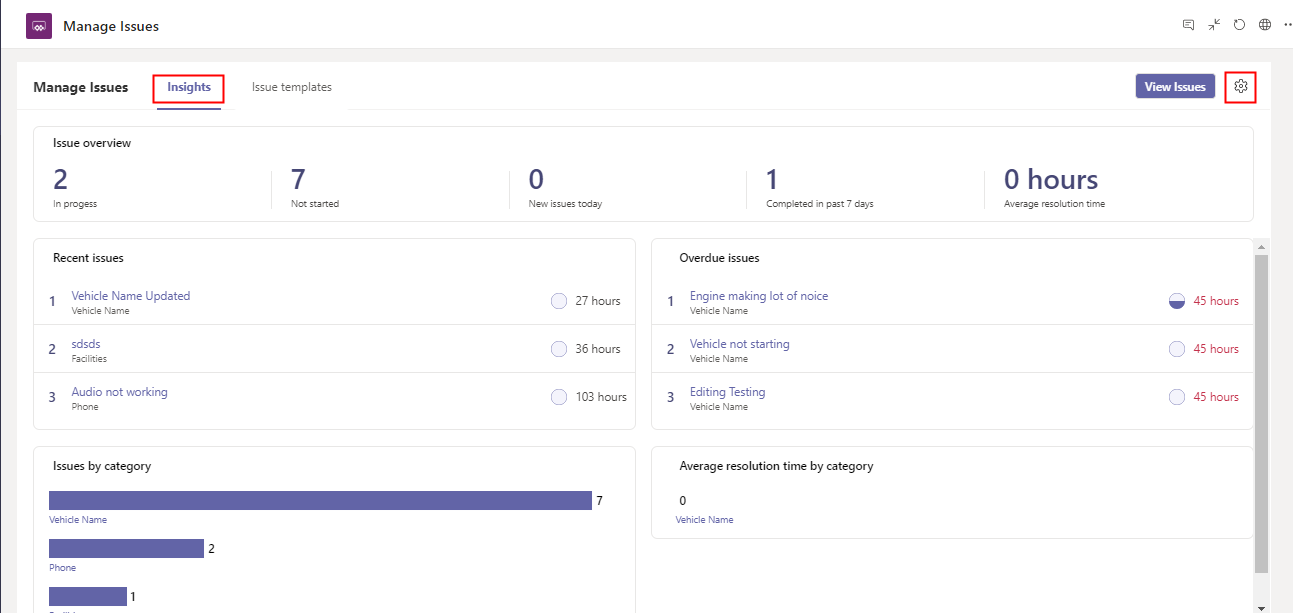 Manage Issues
Manage Issues
Insights
Issue templates
View Issues
Issue overview
2
In progess
7
Not started
0
New issues today
1
Completed in past 7 days
0 hours
Average resolution time
Recent issues
1
Vehicle Name Updated
Vehicle Name
27 hours
2
sdsds
Facilities
36 hours
3
Audio not working
Phone
103 hours
Overdue issues
1
Engine making lot of noice
Vehicle Name
45 hours
2
Vehicle not starting
Vehicle Name
45 hours
3
Editing Testing
Vehicle Name
45 hours
Issues by category
7
Vehicle Name
2
Phone
1
Average resolution time by category
0
Vehicle Name